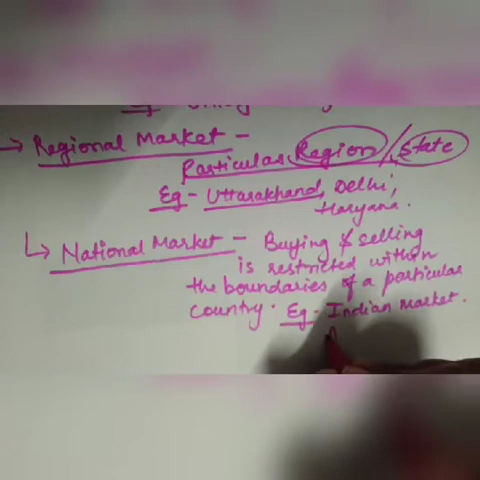 Eg
→ Regional Market -
Particular Region / State
Eg - Uttarakhand, Delhi,
Haryana.
↳ National Market - Buying & selling
is restricted within
the boundaries of a particular
country. Eg - Indian Market.